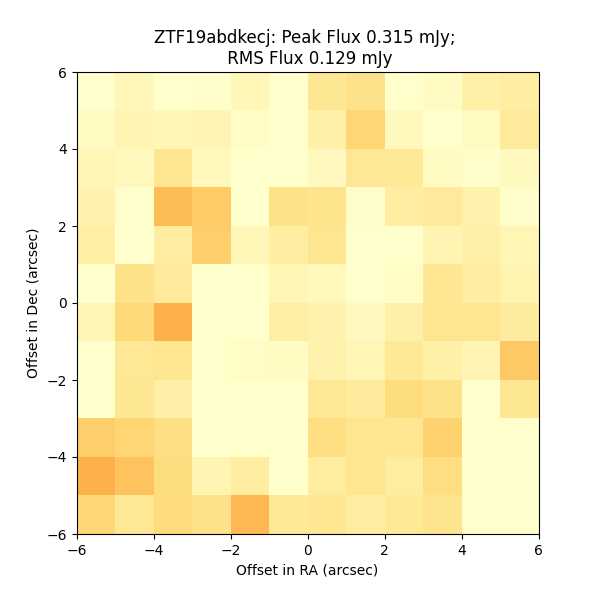 ZTF19abdkecj: Peak Flux 0.315 mJy;
RMS Flux 0.129 mJy
6
4
2
0
−2
−4
−6
Offset in Dec (arcsec)
−6 −4 −2 0 2 4 6
Offset in RA (arcsec)